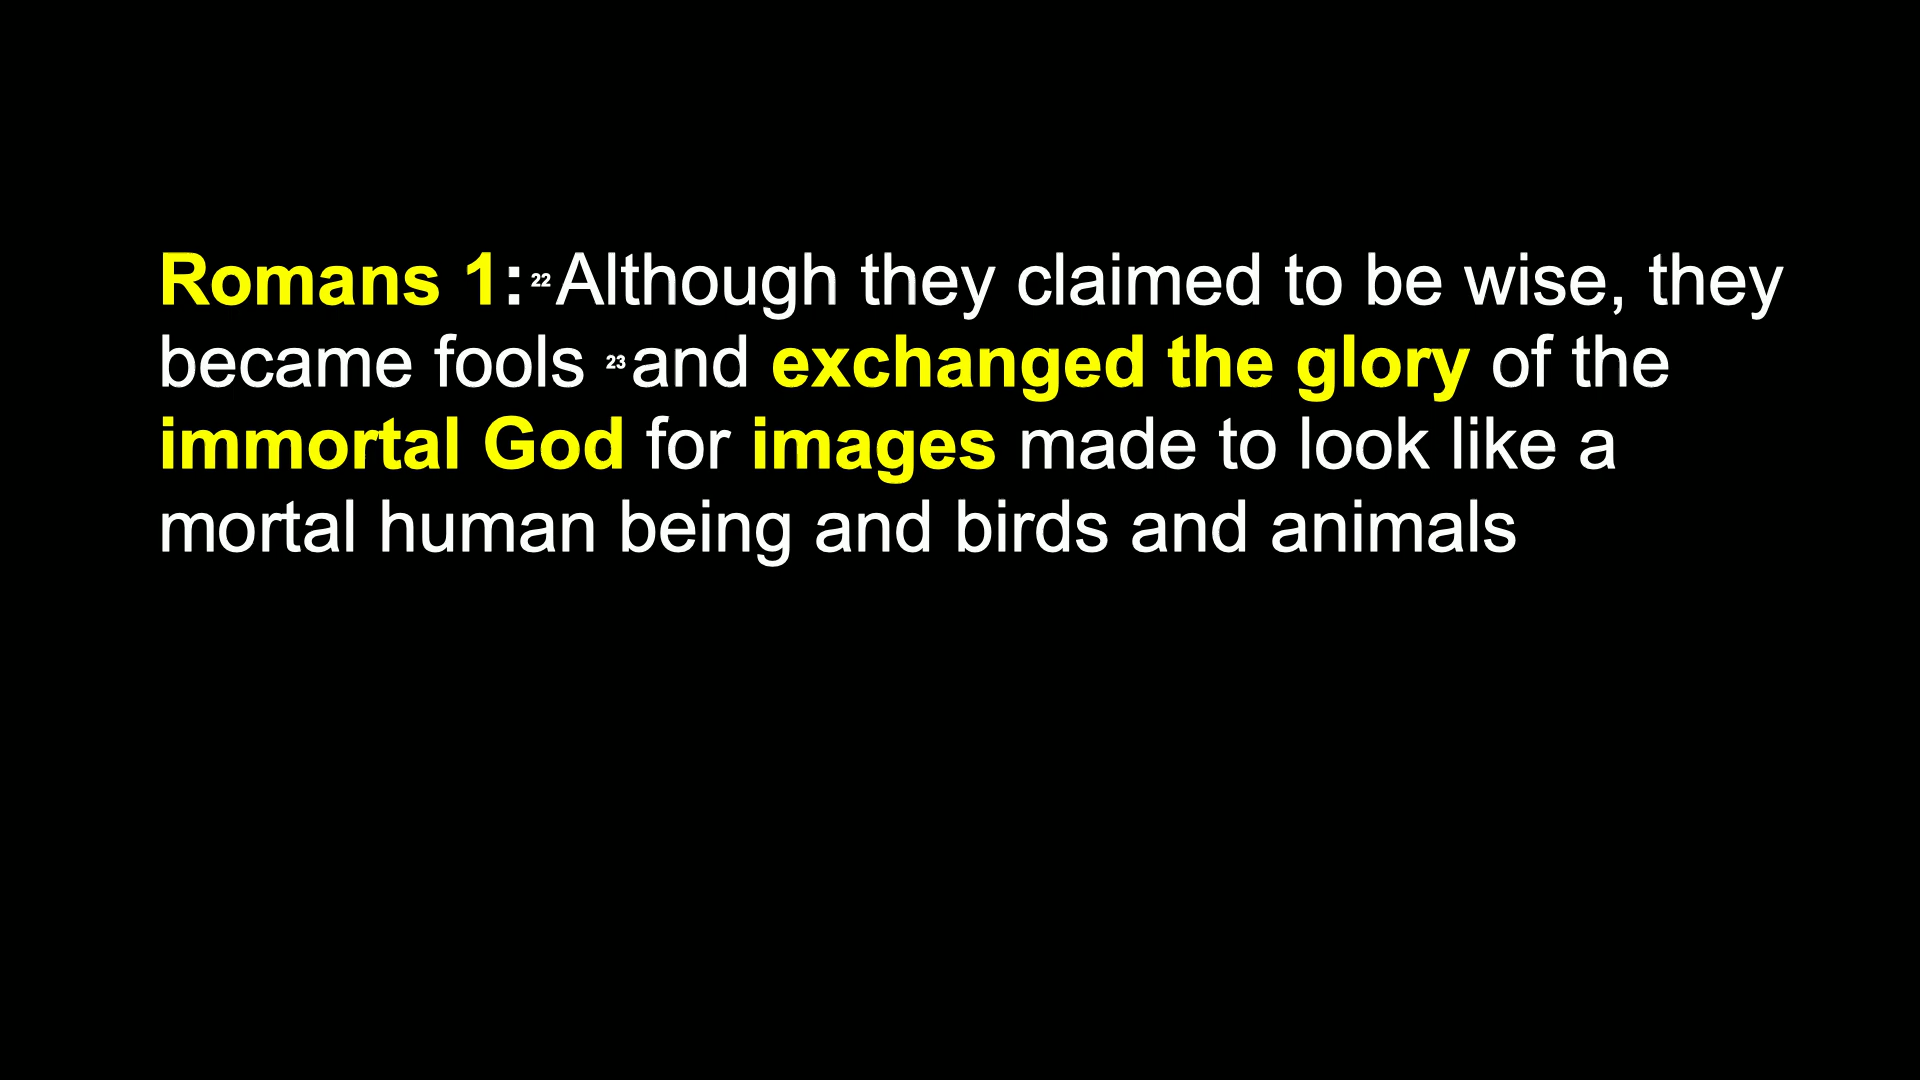 Romans 1: 22 Although they claimed to be wise, they
became fools 23 and exchanged the glory of the
immortal God for images made to look like a
mortal human being and birds and animals